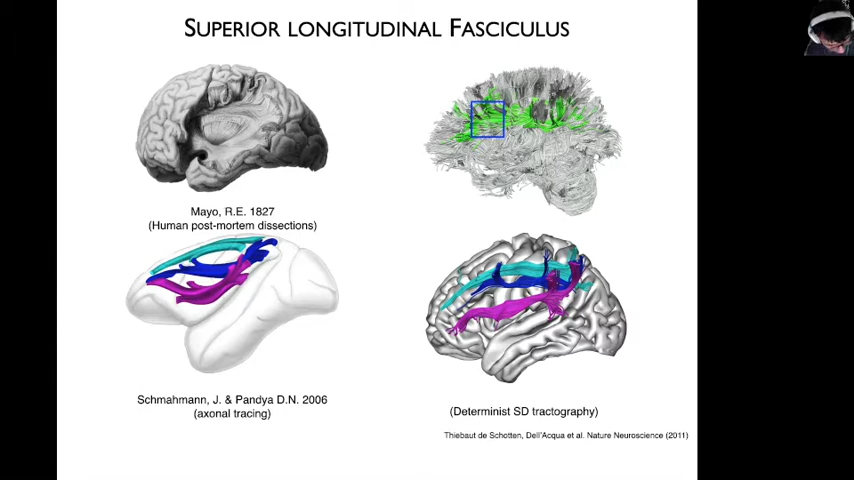 SUPERIOR LONGITUDINAL FASCICULUS
Mayo, R.E. 1827
(Human post-mortem dissections)
Schmahmann, J. & Pandya D.N. 2006
(axonal tracing)
(Determinist SD tractography)
Thiebaut de Schotten, Dell'Acqua et al. Nature Neuroscience (2011)